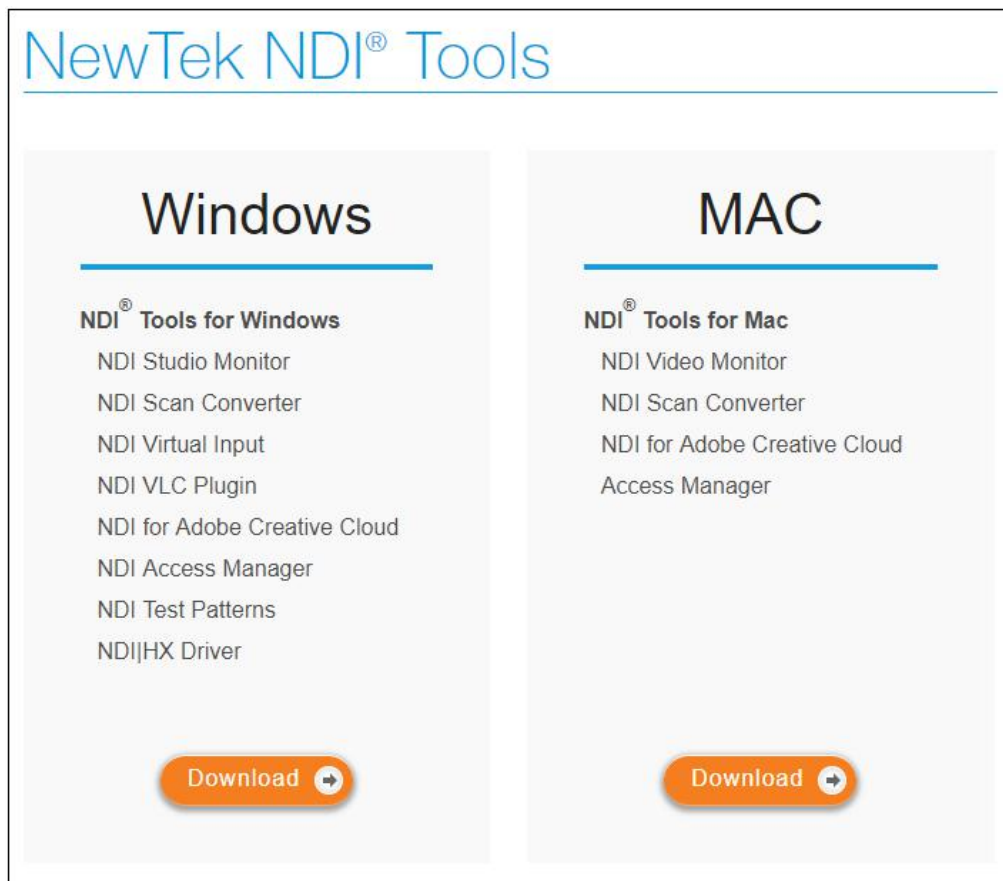 NewTek NDI® Tools
Windows
NDI® Tools for Windows
NDI Studio Monitor
NDI Scan Converter
NDI Virtual Input
NDI VLC Plugin
NDI for Adobe Creative Cloud
NDI Access Manager
NDI Test Patterns
NDI|HX Driver
Download
MAC
NDI® Tools for Mac
NDI Video Monitor
NDI Scan Converter
NDI for Adobe Creative Cloud
Access Manager
Download